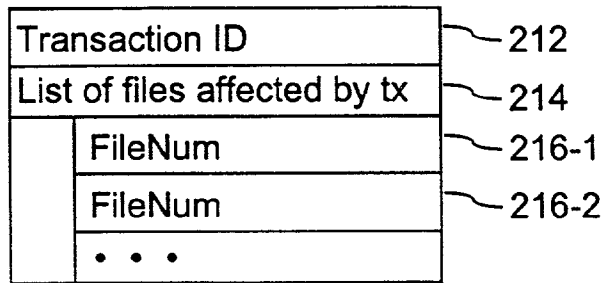 Transaction ID 212
List of files affected by tx 214
FileNum 216-1
FileNum 216-2
• • •